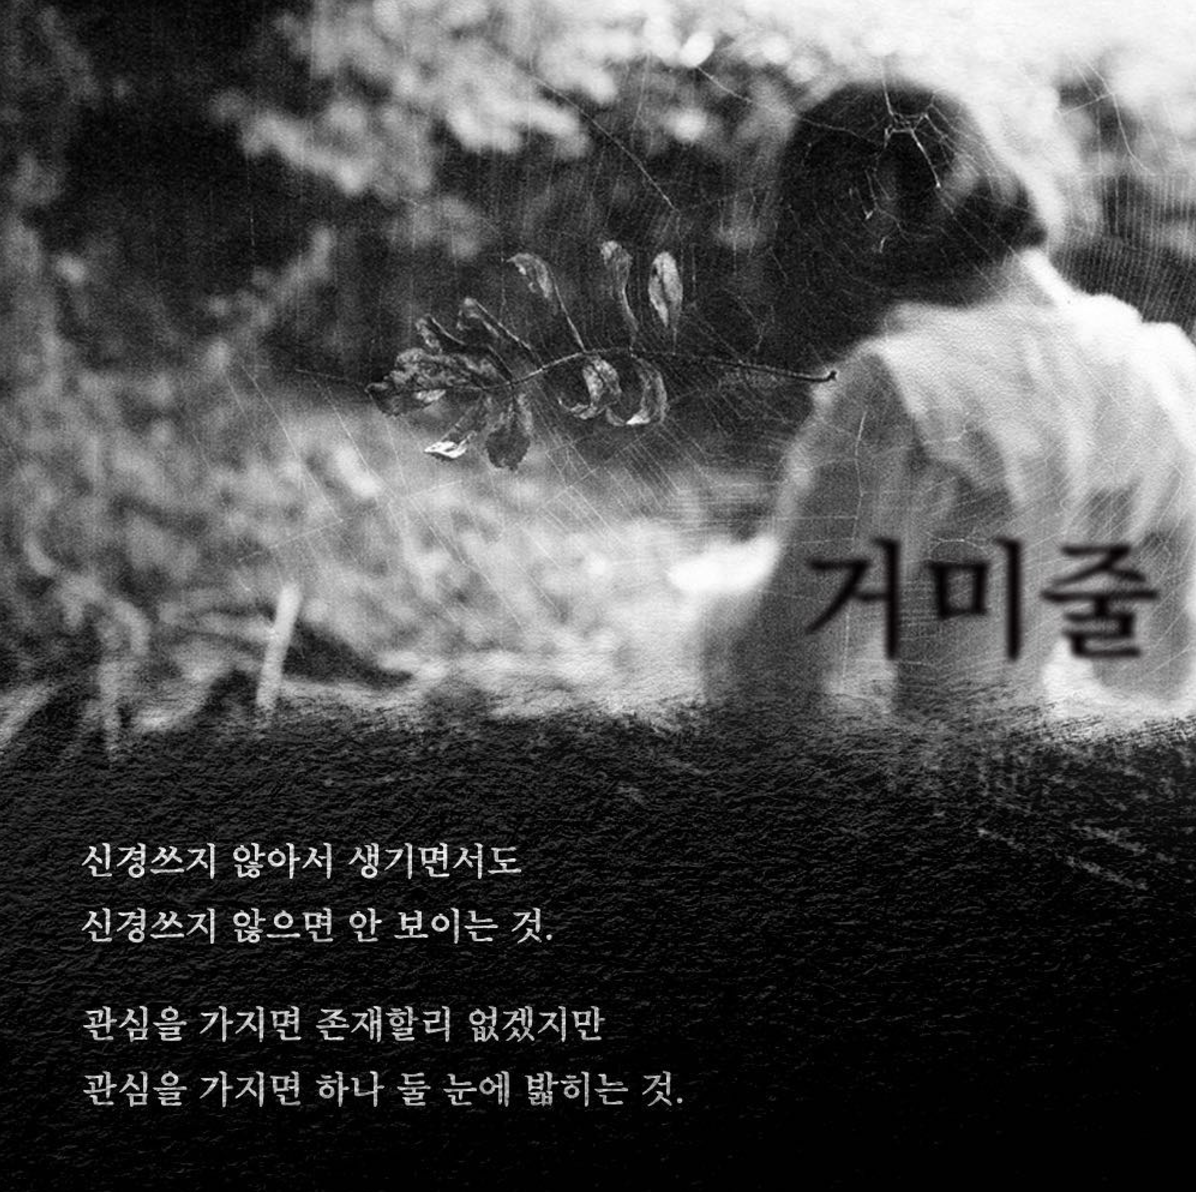 거미줄
신경쓰지 않아서 생기면서도
신경쓰지 않으면 안 보이는 것.
관심을 가지면 존재할리 없겠지만
관심을 가지면 하나 둘 눈에 밟히는 것.